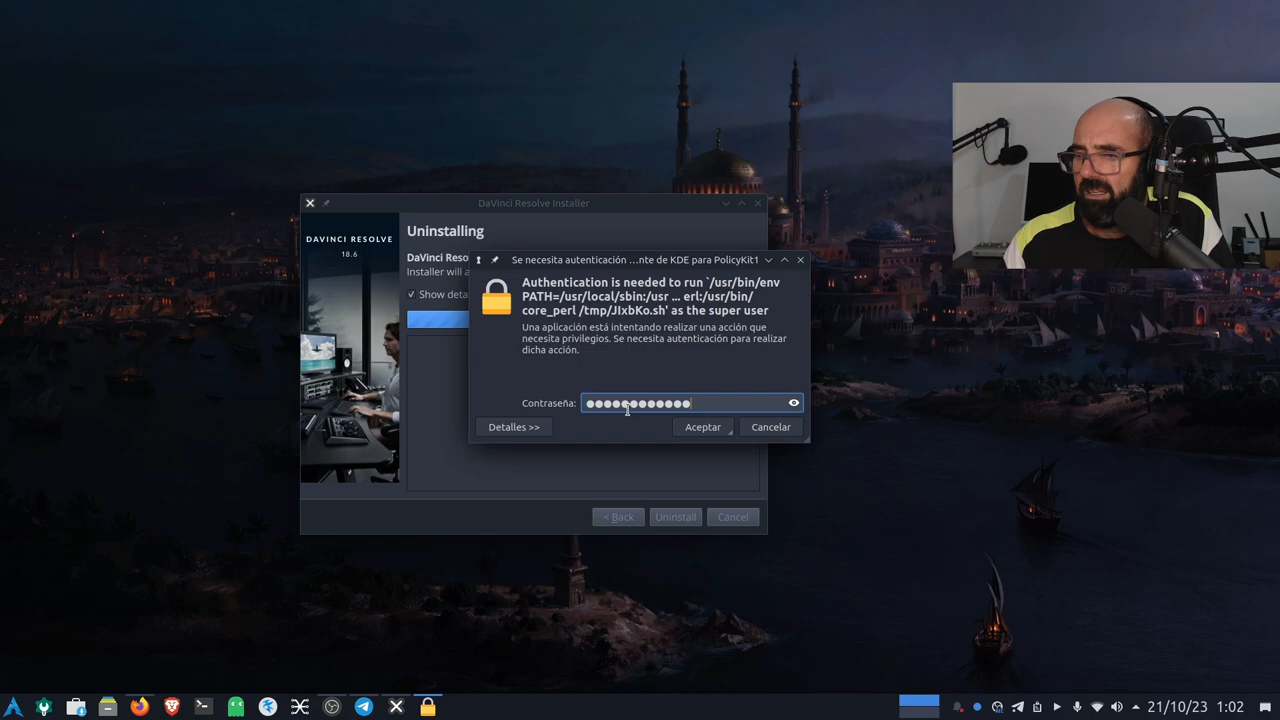 DaVinci Resolve Installer
DAVINCI RESOLVE
18.6
Uninstalling
DaVinci Reso
Installer will a
Show deta
Se necesita autenticación ...nte de KDE para PolicyKit1
Authentication is needed to run `/usr/bin/env
PATH=/usr/local/sbin:/usr ... erl:/usr/bin/
core_perl /tmp/JIxbKo.sh' as the super user
Una aplicación está intentando realizar una acción que
necesita privilegios. Se necesita autenticación para realizar
dicha acción.
Contraseña: ●●●●●●●●●●●●
Detalles >>
Aceptar
Cancelar
< Back
Uninstall
Cancel
21/10/23
1:02